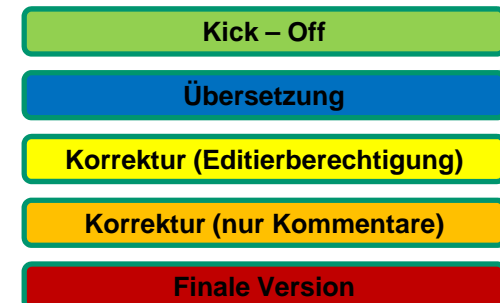 Kick – Off
Übersetzung
Korrektur (Editierberechtigung)
Korrektur (nur Kommentare)
Finale Version